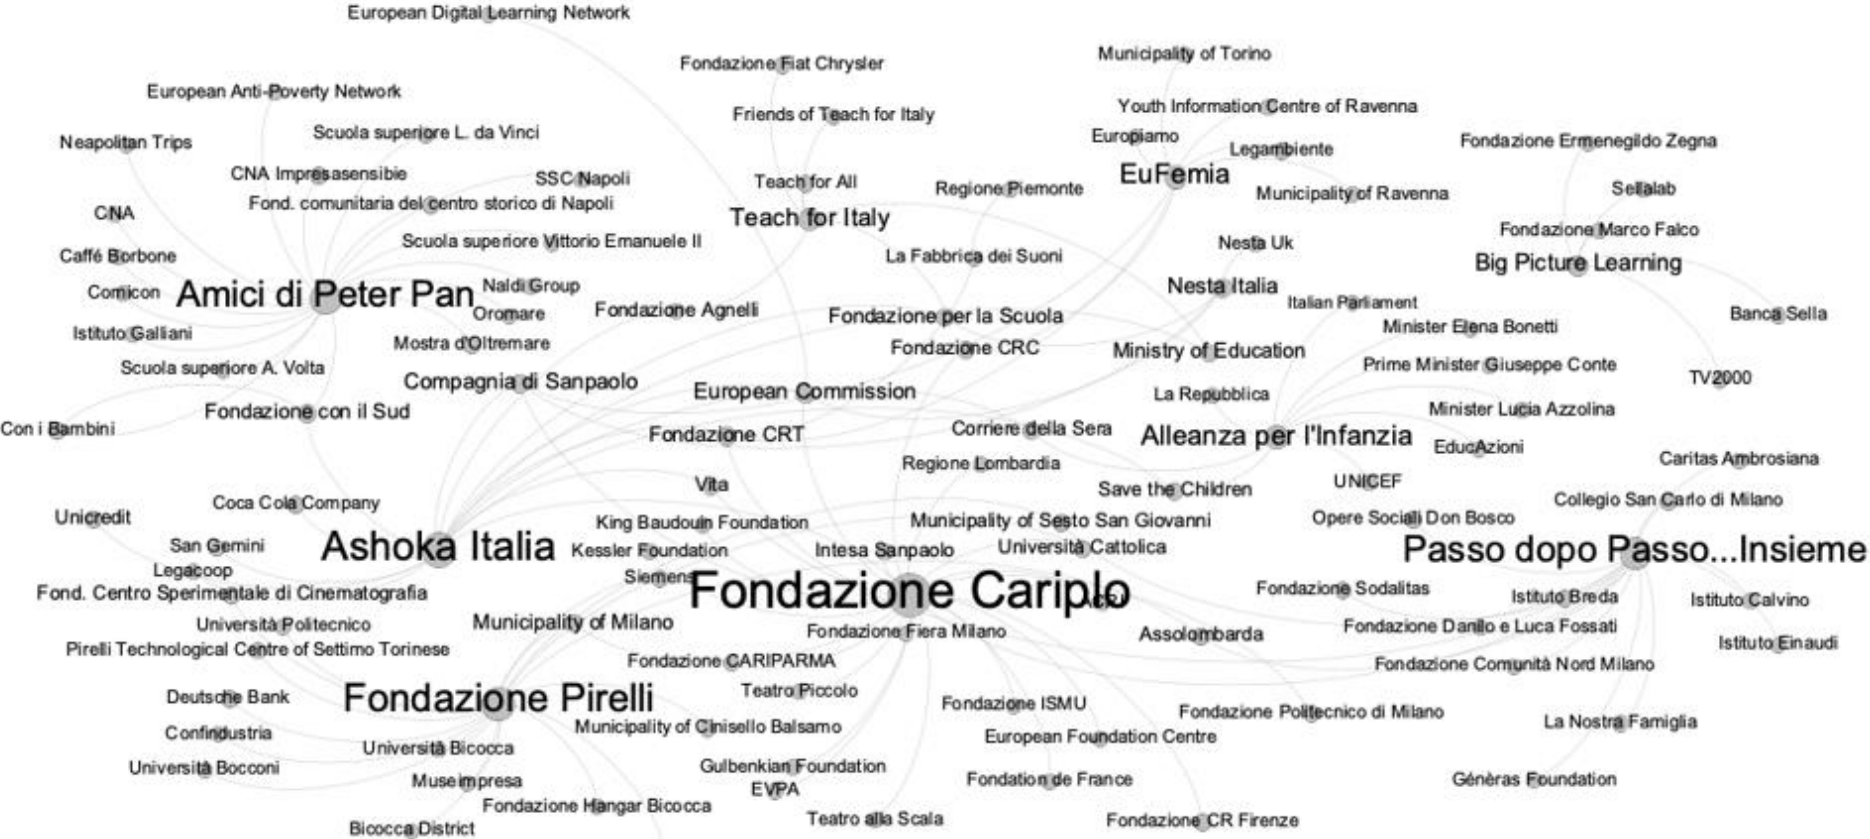 European Digital Learning Network
Municipality of Torino
Fondazione Fiat Chrysler
European Anti-Poverty Network
Youth Information Centre of Ravenna
Friends of Teach for Italy
Scuola superiore L. da Vinci
Europiamo
Neapolitan Trips
Fondazione Ermenegildo Zegna
Legambiente
CNA Impresasensibie
EuFemia
SSC Napoli
Teach for All
Regione Piemonte
Sellalab
Municipality of Ravenna
Fond. comunitaria del centro storico di Napoli
CNA
Teach for Italy
Fondazione Marco Falco
Scuola superiore Vittorio Emanuele II
Nesta Uk
Caffé Borbone
La Fabbrica dei Suoni
Big Picture Learning
Naldi Group
Nesta Italia
Comicon
Amici di Peter Pan
Italian Parliament
Fondazione Agnelli
Oromare
Banca Sella
Fondazione per la Scuola
Minister Elena Bonetti
Istituto Galliani
Mostra d'Oltremare
Fondazione CRC
Ministry of Education
Prime Minister Giuseppe Conte
Scuola superiore A. Volta
TV2000
Compagnia di Sanpaolo
European Commission
La Repubblica
Minister Lucia Azzolina
Fondazione con il Sud
Con i Bambini
Corriere della Sera
Fondazione CRT
Alleanza per l'Infanzia
EducAzioni
Caritas Ambrosiana
Regione Lombardia
UNICEF
Vita
Save the Children
Collegio San Carlo di Milano
Coca Cola Company
Unicredit
Opere Sociali Don Bosco
King Baudouin Foundation
Municipality of Sesto San Giovanni
San Gemini
Ashoka Italia
Kessler Foundation
Intesa Sanpaolo
Università Cattolica
Passo dopo Passo...Insieme
Legacoop
Siemens
Fondazione Cariplo
Fondazione Sodalitas
Fond. Centro Sperimentale di Cinematografia
Istituto Breda
Istituto Calvino
Università Politecnico
Municipality of Milano
Fondazione Fiera Milano
Assolombarda
Fondazione Danilo e Luca Fossati
Istituto Einaudi
Pirelli Technological Centre of Settimo Torinese
Fondazione CARIPARMA
Fondazione Comunità Nord Milano
Deutsche Bank
Fondazione Pirelli
Teatro Piccolo
Fondazione ISMU
Fondazione Politecnico di Milano
La Nostra Famiglia
Confindustria
Municipality of Cinisello Balsamo
European Foundation Centre
Università Bicocca
Università Bocconi
Gulbenkian Foundation
Museimpresa
Fondation de France
Génèras Foundation
EVPA
Fondazione Hangar Bicocca
Teatro alla Scala
Fondazione CR Firenze
Bicocca District